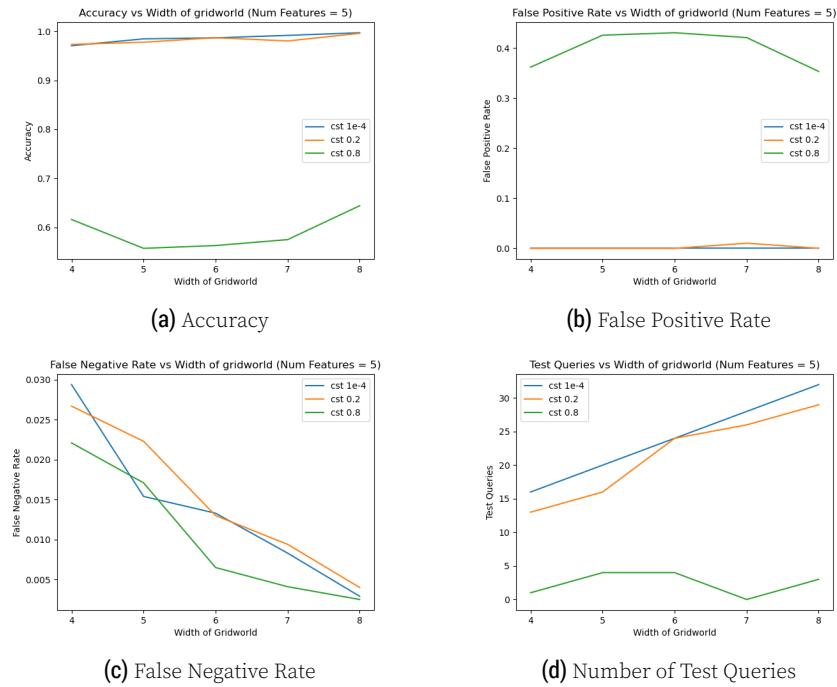 Accuracy vs Width of gridworld (Num Features = 5)
1.0
0.9
0.8
0.7
0.6
Accuracy
cst 1e-4
cst 0.2
cst 0.8
4 5 6 7 8
Width of Gridworld
(a) Accuracy
False Positive Rate vs Width of gridworld (Num Features = 5)
0.4
0.3
0.2
0.1
0.0
False Positive Rate
cst 1e-4
cst 0.2
cst 0.8
4 5 6 7 8
Width of Gridworld
(b) False Positive Rate
False Negative Rate vs Width of gridworld (Num Features = 5)
0.030
0.025
0.020
0.015
0.010
0.005
False Negative Rate
cst 1e-4
cst 0.2
cst 0.8
4 5 6 7 8
Width of Gridworld
(c) False Negative Rate
Test Queries vs Width of gridworld (Num Features = 5)
30
25
20
15
10
5
0
Test Queries
cst 1e-4
cst 0.2
cst 0.8
4 5 6 7 8
Width of Gridworld
(d) Number of Test Queries